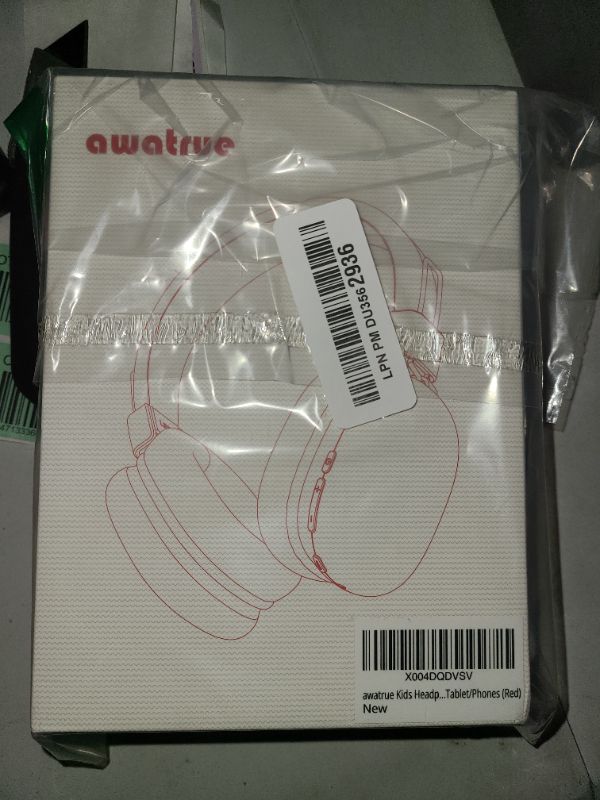 awatrue
LPN PM DU3562936
X004DQDVSV
awatrue Kids Headp...Tablet/Phones (Red)
New